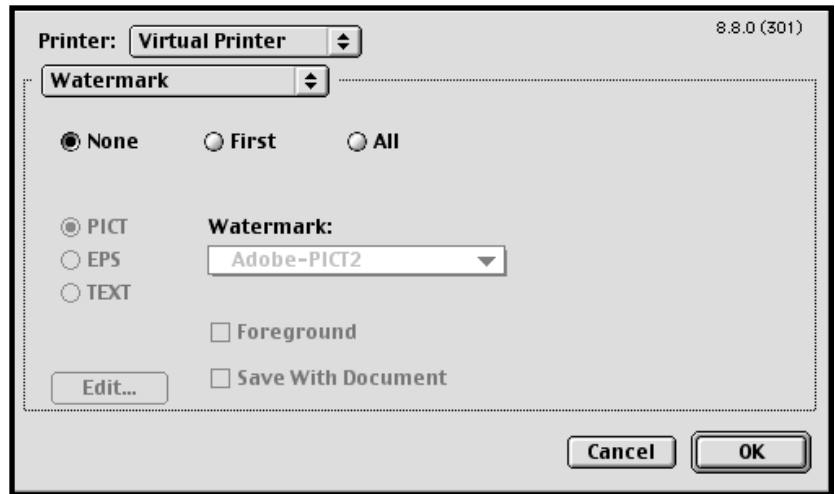 Printer: Virtual Printer 8.8.0 (301)
Watermark
None First All
PICT Watermark:
EPS Adobe-PICT2
TEXT
Foreground
Edit... Save With Document
Cancel OK